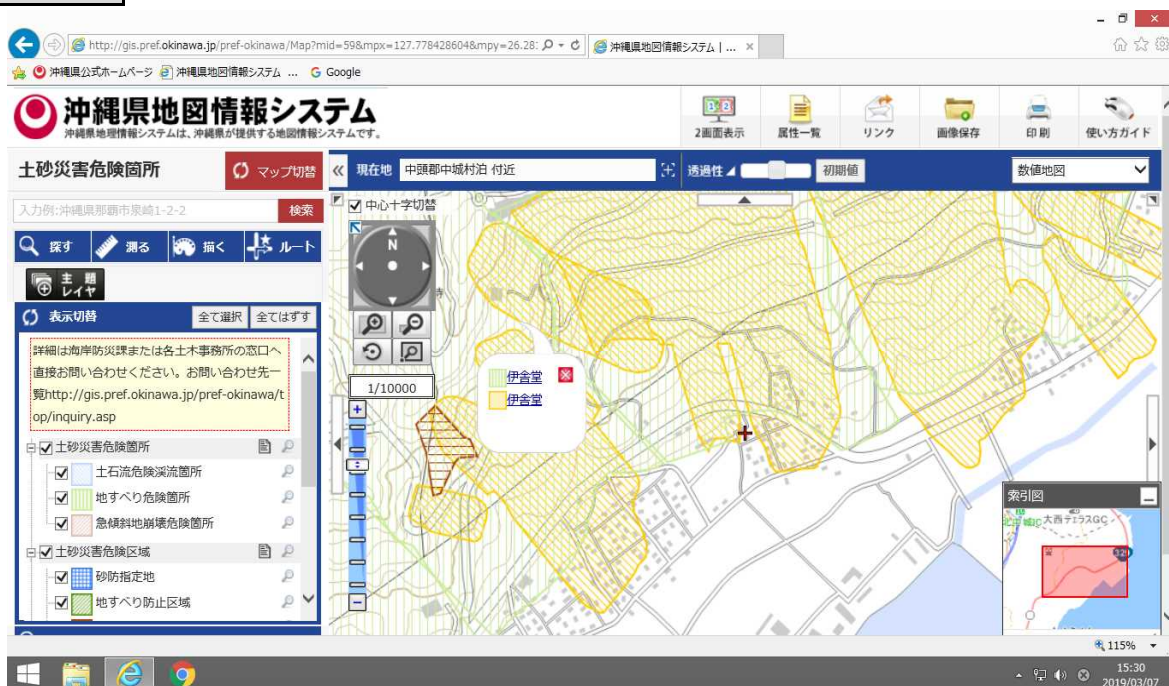 http://gis.pref.okinawa.jp/pref-okinawa/Map?mid=59&mpx=127.778428604&mpy=26.28:
沖縄県地図情報システム | ...
沖縄県公式ホームページ 沖縄県地図情報システム ... Google
沖縄県地図情報システム
沖縄県地理情報システムは、沖縄県が提供する地図情報システムです。
2画面表示 属性一覧 リンク 画像保存 印刷 使い方ガイド
土砂災害危険箇所 マップ切替
現在地 中頭郡中城村泊 付近 透過性 初期値 数値地図
入力例:沖縄県那覇市泉崎1-2-2 検索
中心十字切替
探す 測る 描く ルート
N
主題
レイヤ
表示切替 全て選択 全てはずす
詳細は海岸防災課または各土木事務所の窓口へ
直接お問い合わせください。お問い合わせ先一
覧http://gis.pref.okinawa.jp/pref-okinawa/t
op/inquiry.asp
1/10000
伊舎堂
伊舎堂
土砂災害危険箇所
土石流危険渓流箇所
地すべり危険箇所
急傾斜地崩壊危険箇所
土砂災害危険区域
砂防指定地
地すべり防止区域
索引図
大西テラスGC
329
115%
15:30
2019/03/07